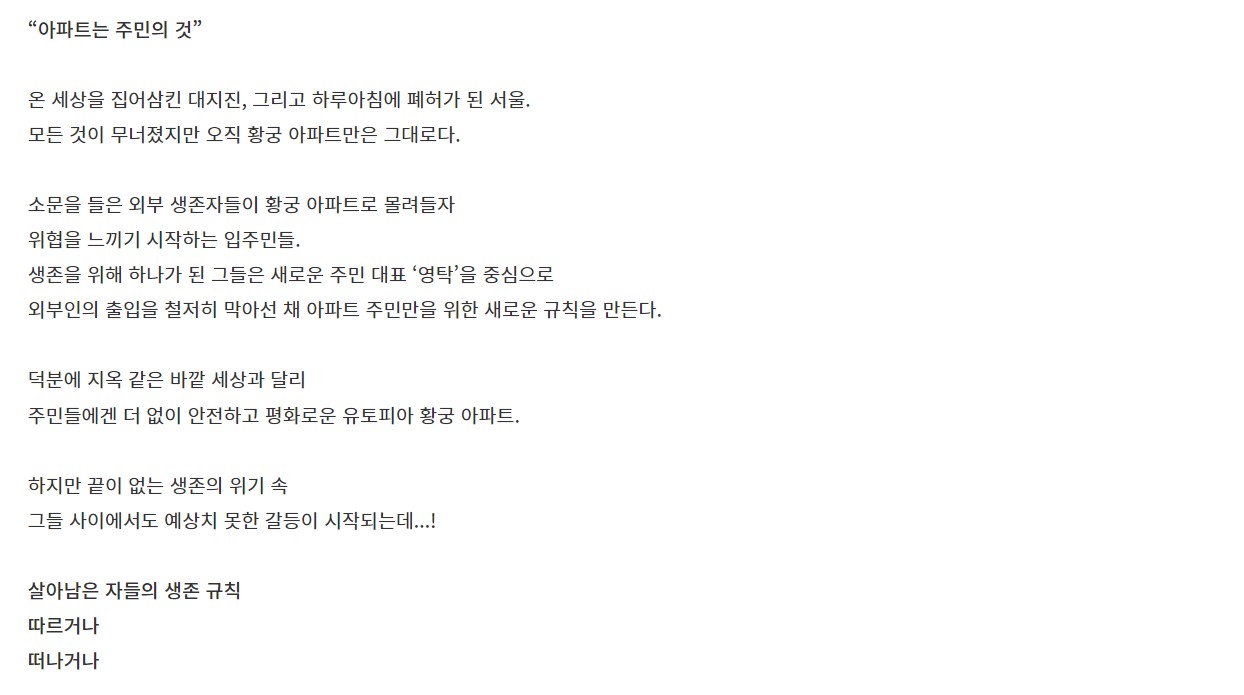 “아파트는 주민의 것”
온 세상을 집어삼킨 대지진, 그리고 하루아침에 폐허가 된 서울.
모든 것이 무너졌지만 오직 황궁 아파트만은 그대로다.
소문을 들은 외부 생존자들이 황궁 아파트로 몰려들자
위협을 느끼기 시작하는 입주민들.
생존을 위해 하나가 된 그들은 새로운 주민 대표 ‘영탁’을 중심으로
외부인의 출입을 철저히 막아선 채 아파트 주민만을 위한 새로운 규칙을 만든다.
덕분에 지옥 같은 바깥 세상과 달리
주민들에겐 더 없이 안전하고 평화로운 유토피아 황궁 아파트.
하지만 끝이 없는 생존의 위기 속
그들 사이에서도 예상치 못한 갈등이 시작되는데...!
살아남은 자들의 생존 규칙
따르거나
떠나거나